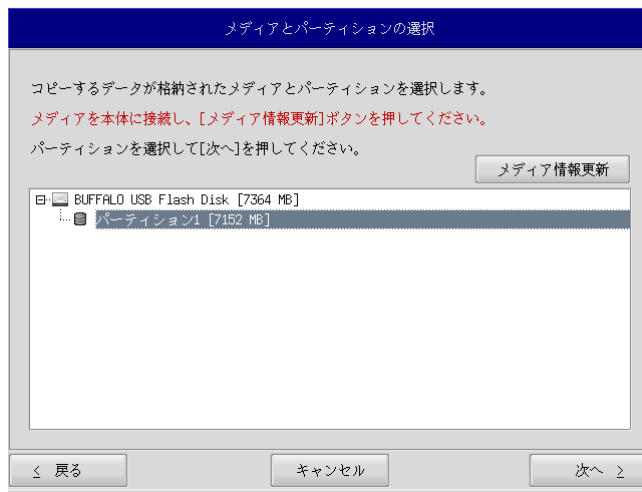 メディアとパーティションの選択
コピーするデータが格納されたメディアとパーティションを選択します。
メディアを本体に接続し、[メディア情報更新]ボタンを押してください。
パーティションを選択して[次へ]を押してください。
メディア情報更新
BUFFALO USB Flash Disk [7364 MB]
パーティション1 [7152 MB]
< 戻る
キャンセル
次へ >